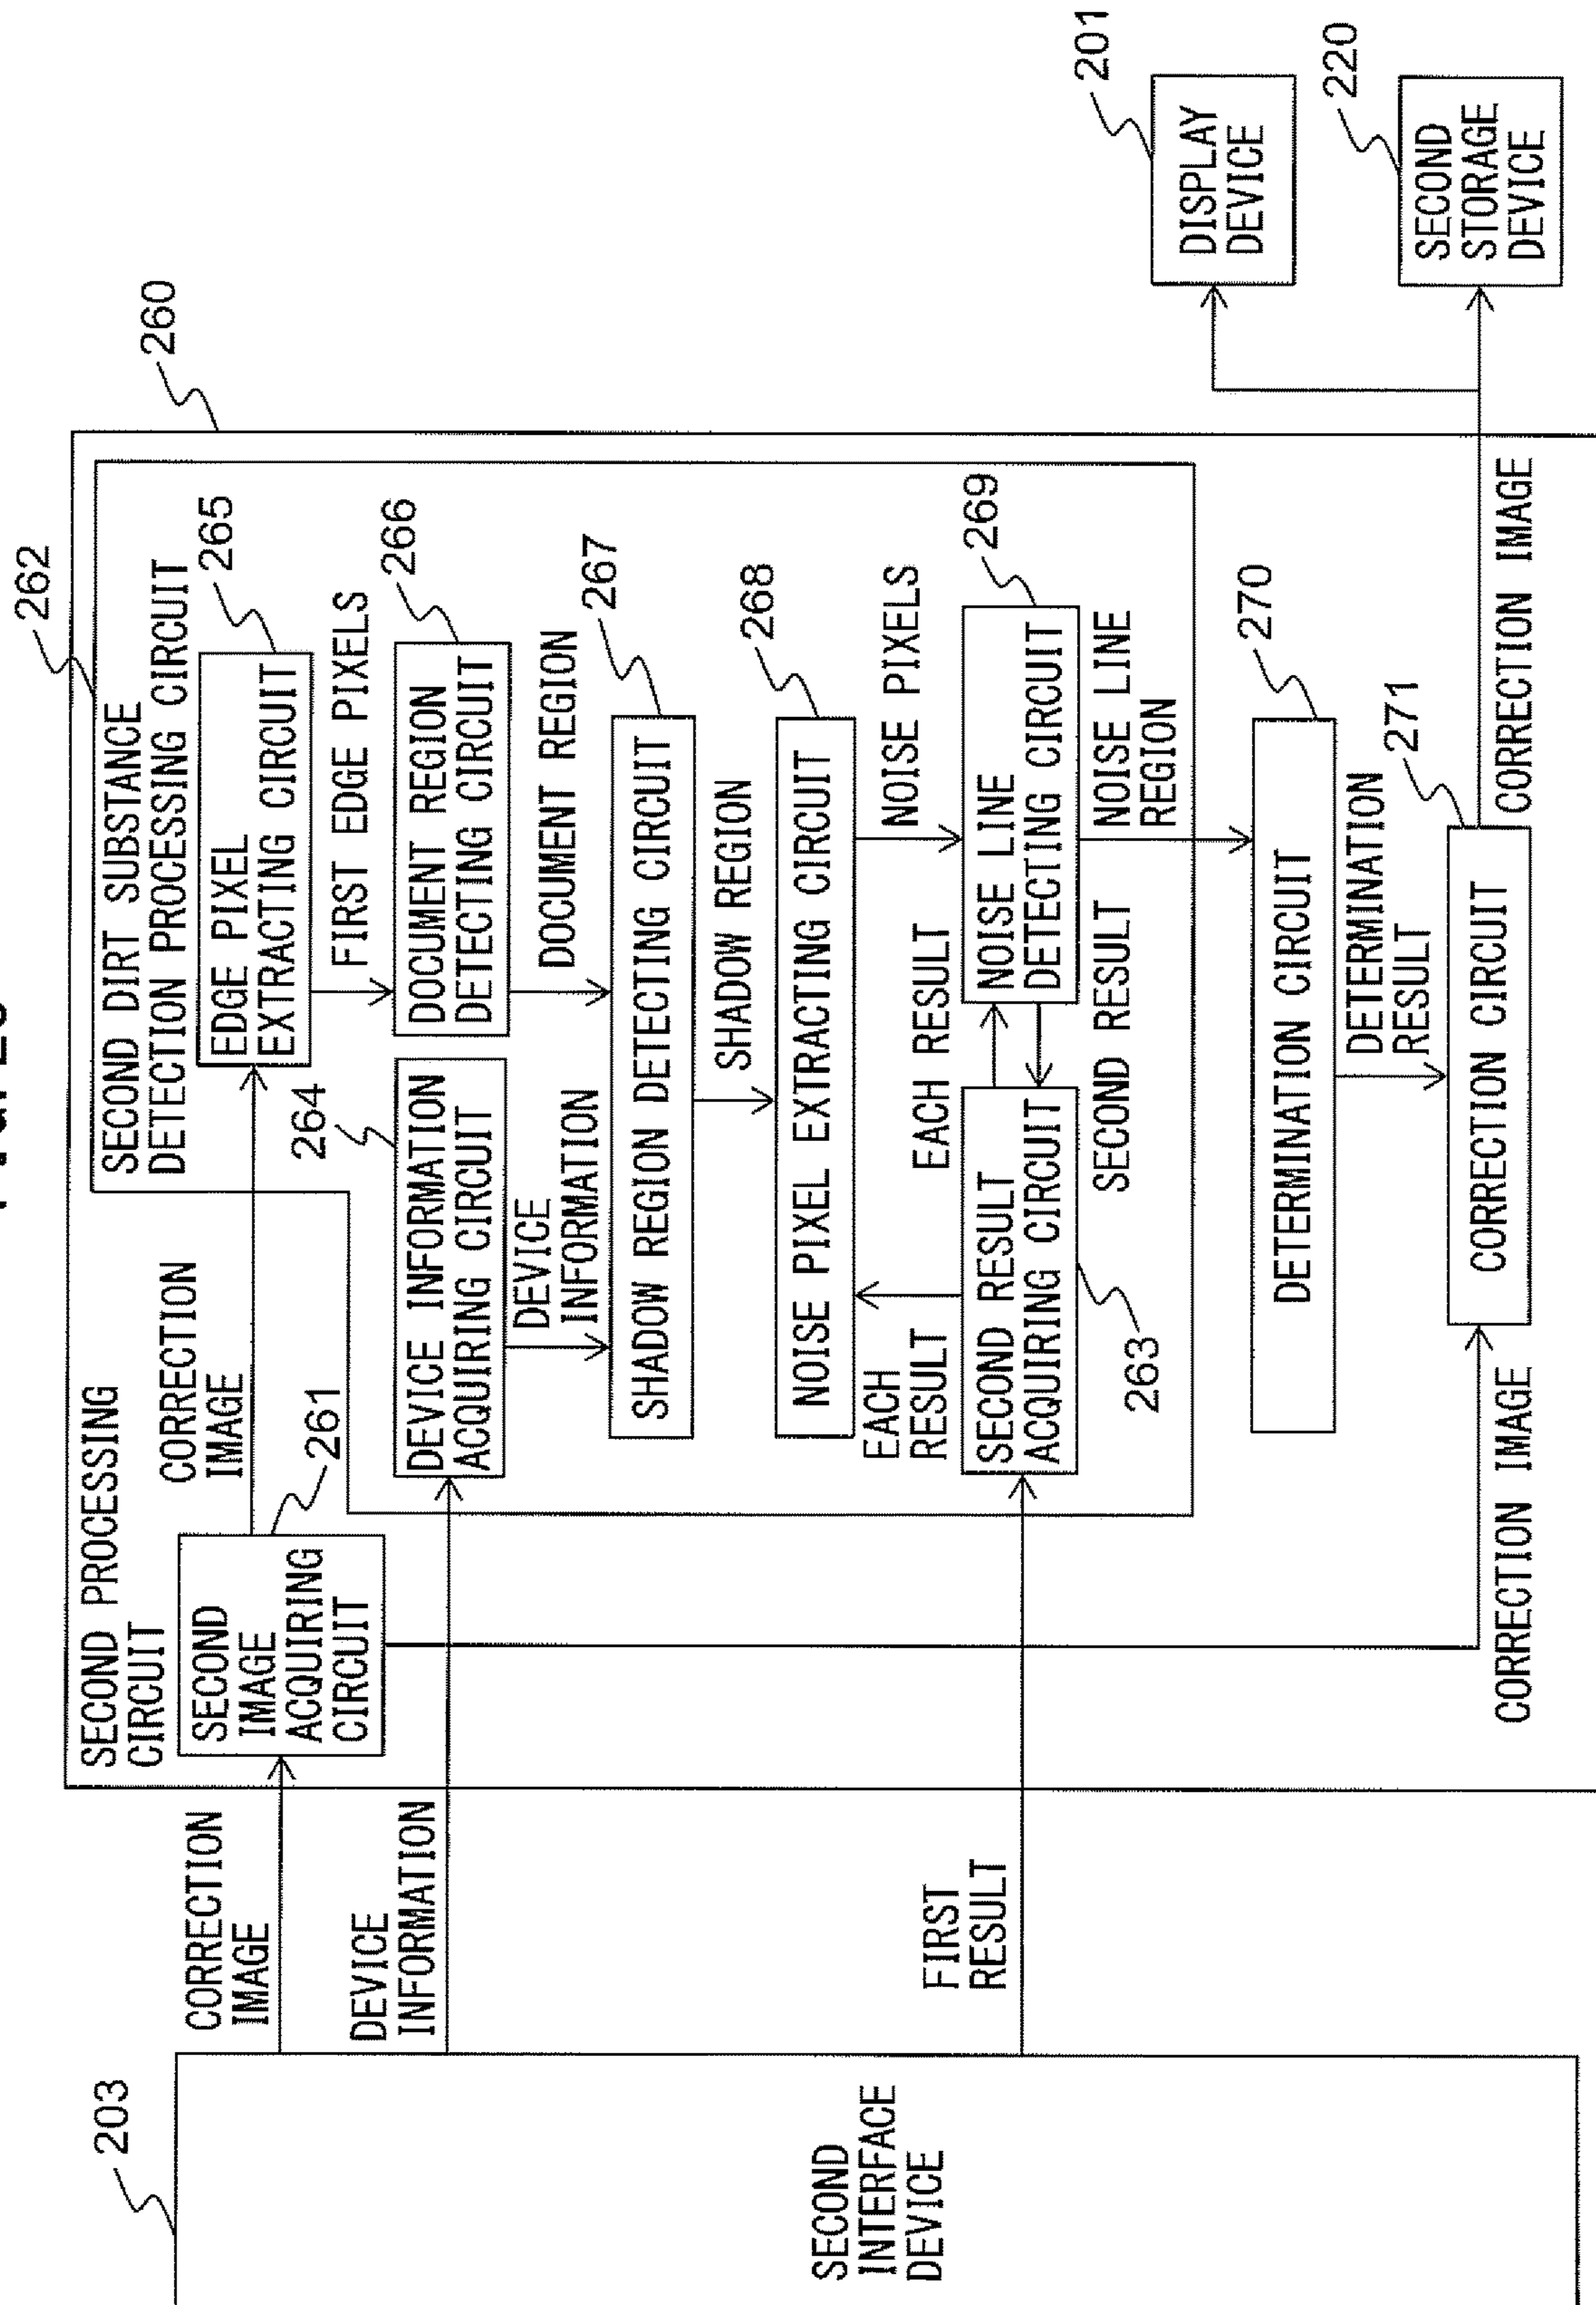 203
SECOND
INTERFACE
DEVICE
CORRECTION
IMAGE
DEVICE
INFORMATION
FIRST
RESULT
260
SECOND PROCESSING
CIRCUIT
SECOND
IMAGE
ACQUIRING
CIRCUIT
261
CORRECTION
IMAGE
262
SECOND DIRT SUBSTANCE
DETECTION PROCESSING CIRCUIT
EDGE PIXEL
EXTRACTING CIRCUIT
265
FIRST EDGE PIXELS
264
DEVICE INFORMATION
ACQUIRING CIRCUIT
DEVICE
INFORMATION
266
DOCUMENT REGION
DETECTING CIRCUIT
DOCUMENT REGION
267
SHADOW REGION DETECTING CIRCUIT
SHADOW REGION
268
NOISE PIXEL EXTRACTING CIRCUIT
EACH
RESULT
EACH RESULT
NOISE PIXELS
SECOND RESULT
ACQUIRING CIRCUIT
263
269
NOISE LINE
DETECTING CIRCUIT
SECOND RESULT
NOISE LINE
REGION
270
DETERMINATION CIRCUIT
DETERMINATION
RESULT
271
CORRECTION CIRCUIT
CORRECTION IMAGE
CORRECTION IMAGE
201
DISPLAY
DEVICE
220
SECOND
STORAGE
DEVICE